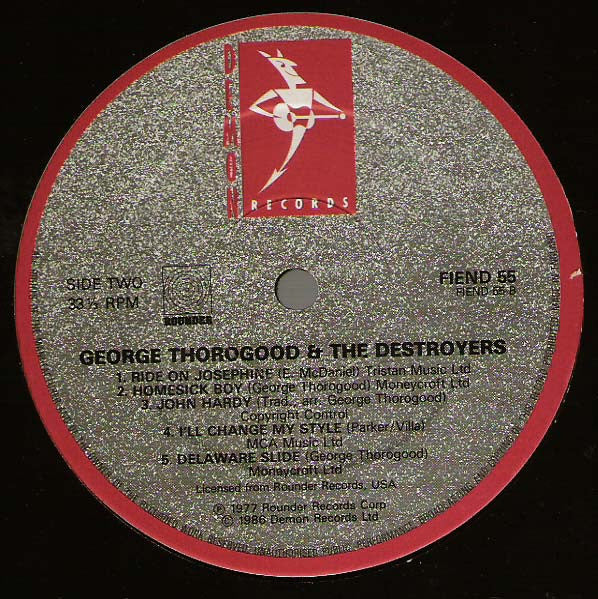 DEMON
RECORDS
SIDE TWO
33⅓ RPM
ROUNDER
FIEND 55
FIEND 55 B
GEORGE THOROGOOD & THE DESTROYERS
1. RIDE ON JOSEPHINE (E. McDaniel) Tristan Music Ltd
2. HOMESICK BOY (George Thorogood) Moneycroft Ltd
3. JOHN HARDY (Trad., arr. George Thorogood)
Copyright Control
4. I'LL CHANGE MY STYLE (Parker/Villa)
MCA Music Ltd
5. DELAWARE SLIDE (George Thorogood)
Moneycroft Ltd
Licensed from Rounder Records, USA
℗ 1977 Rounder Records Corp
© 1986 Demon Records Ltd